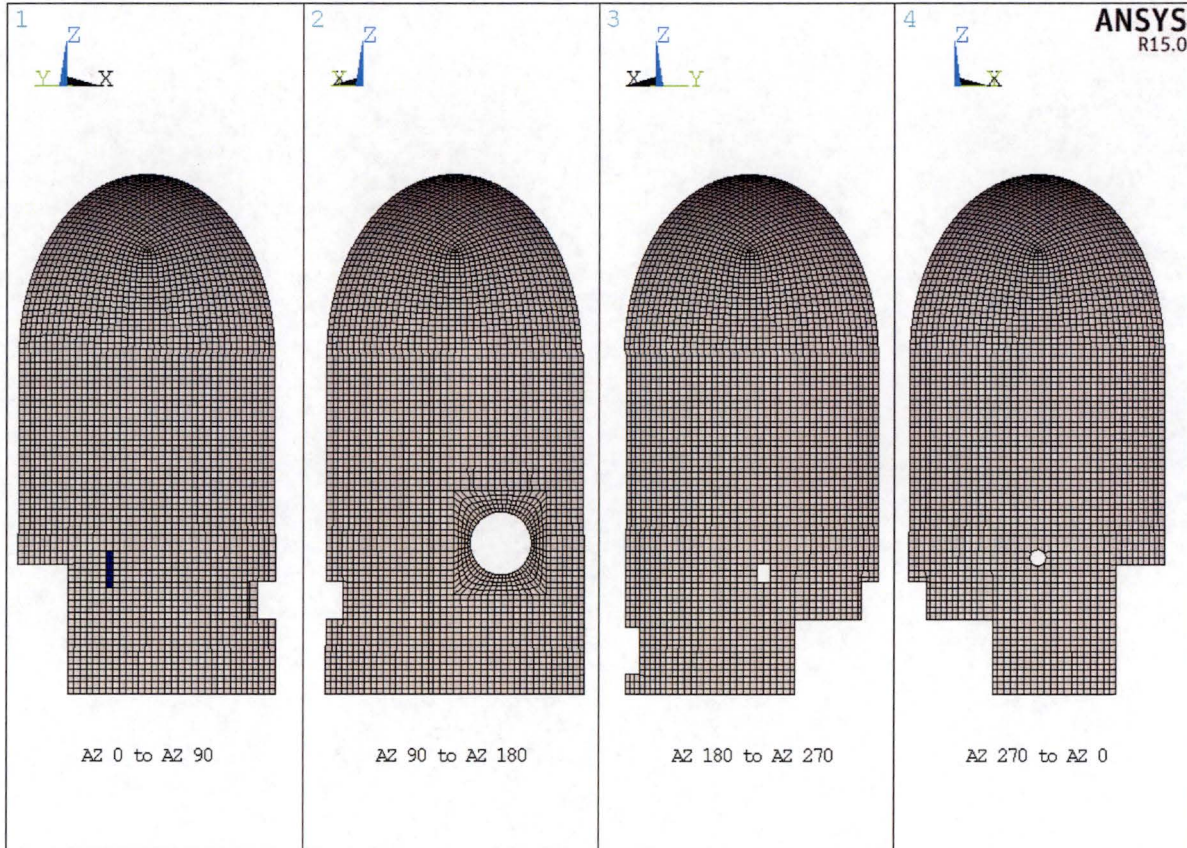 1
2
3
4
ANSYS
R15.0
Z
Y X
Z
X
Z
X Y
Z
X
AZ 0 to AZ 90
AZ 90 to AZ 180
AZ 180 to AZ 270
AZ 270 to AZ 0